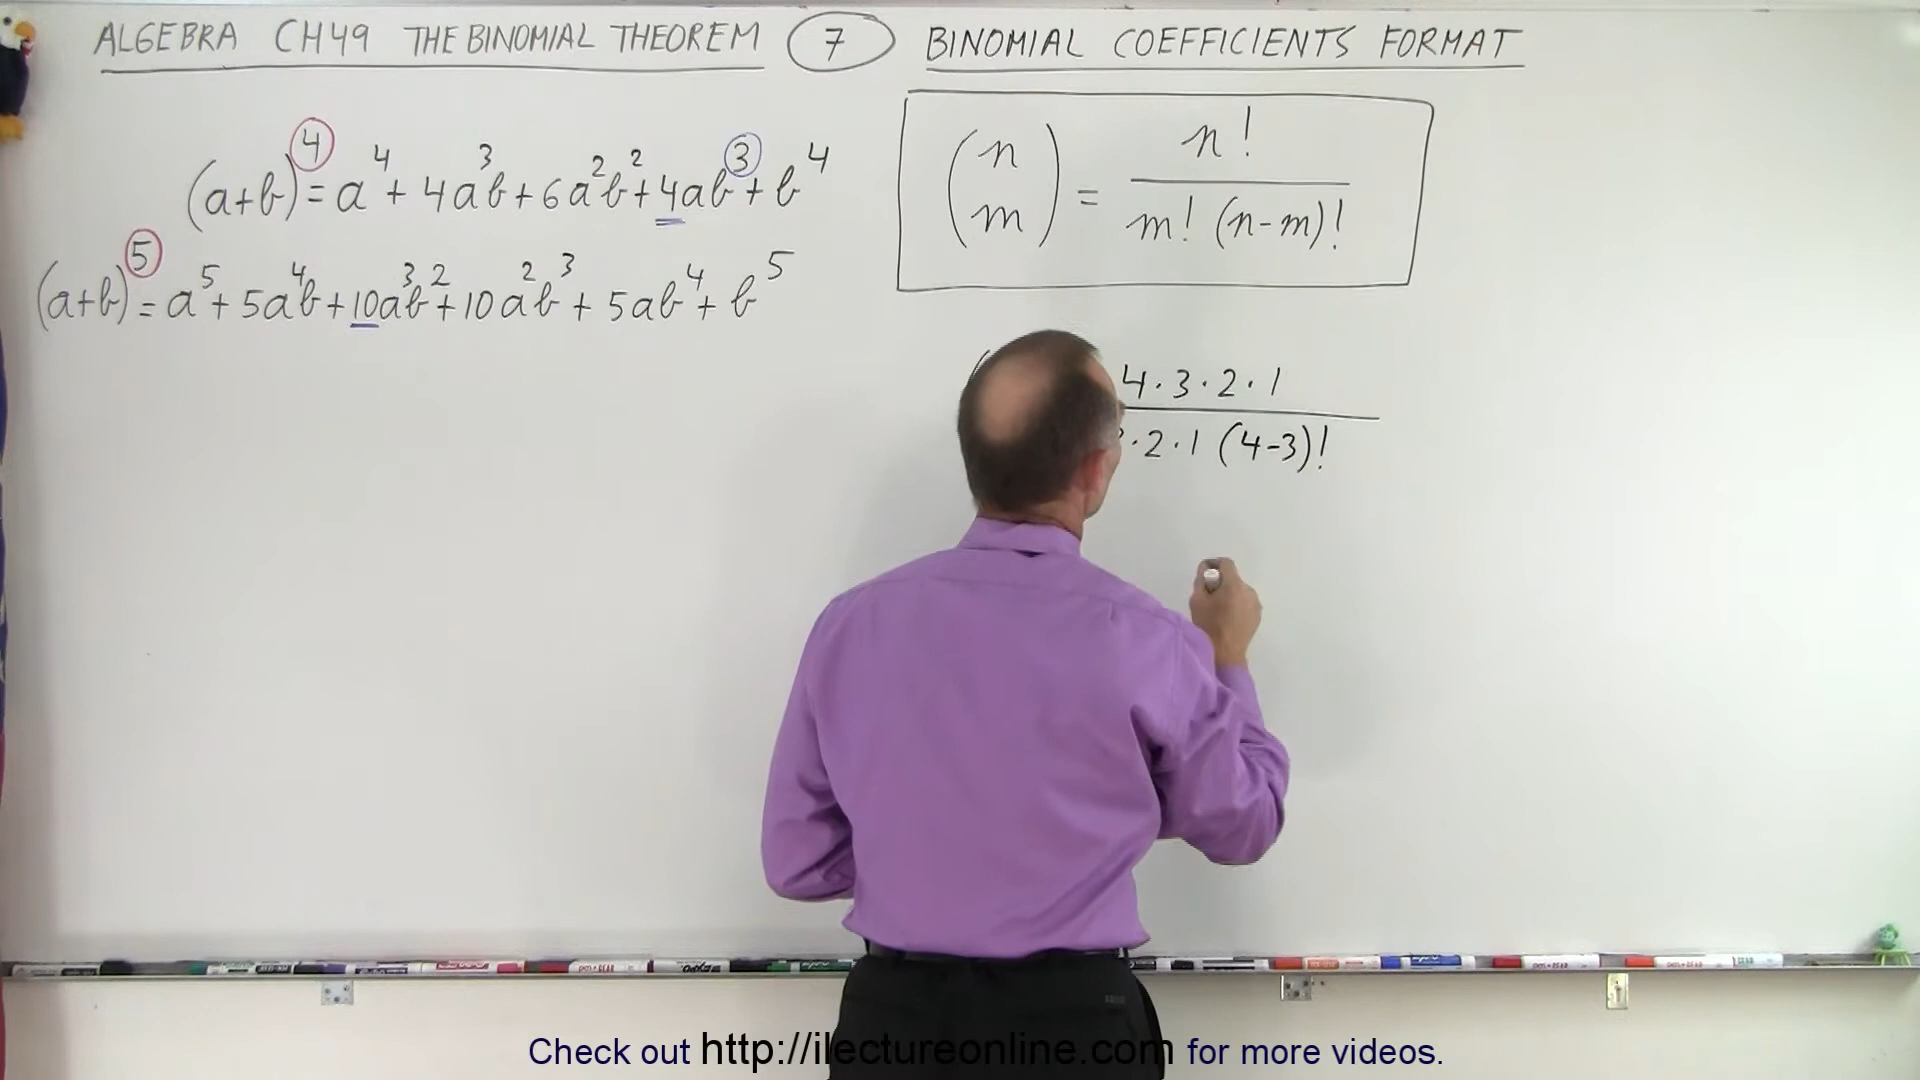 ALGEBRA CH49 THE BINOMIAL THEOREM 7 BINOMIAL COEFFICIENTS FORMAT
(a+b)⁴ = a⁴ + 4a³b + 6a²b² + 4ab³ + b⁴
(a+b)⁵ = a⁵ + 5a⁴b + 10a³b² + 10a²b³ + 5ab⁴ + b⁵
(n m) = n! / m! (n-m)!
4 · 3 · 2 · 1
· 2 · 1 (4-3)!
Check out http://ilectureonline.com for more videos.